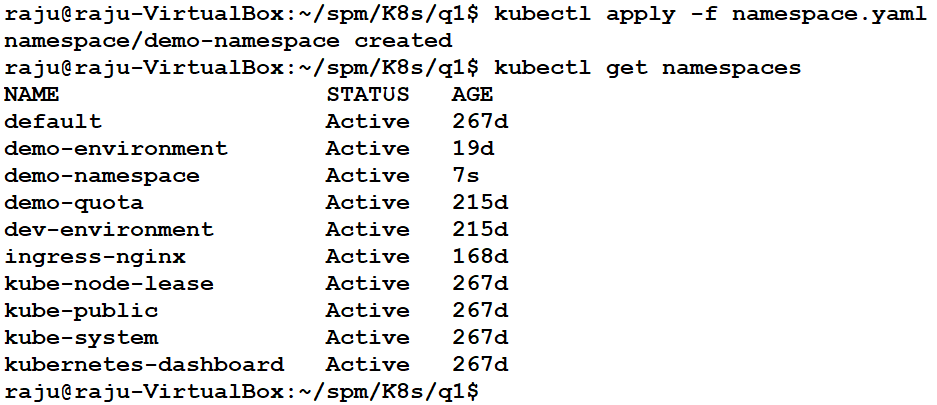 raju@raju-VirtualBox:~/spm/K8s/q1$ kubectl apply -f namespace.yaml
namespace/demo-namespace created
raju@raju-VirtualBox:~/spm/K8s/q1$ kubectl get namespaces
NAME                   STATUS   AGE
default                Active   267d
demo-environment       Active   19d
demo-namespace         Active   7s
demo-quota             Active   215d
dev-environment        Active   215d
ingress-nginx          Active   168d
kube-node-lease        Active   267d
kube-public            Active   267d
kube-system            Active   267d
kubernetes-dashboard   Active   267d
raju@raju-VirtualBox:~/spm/K8s/q1$